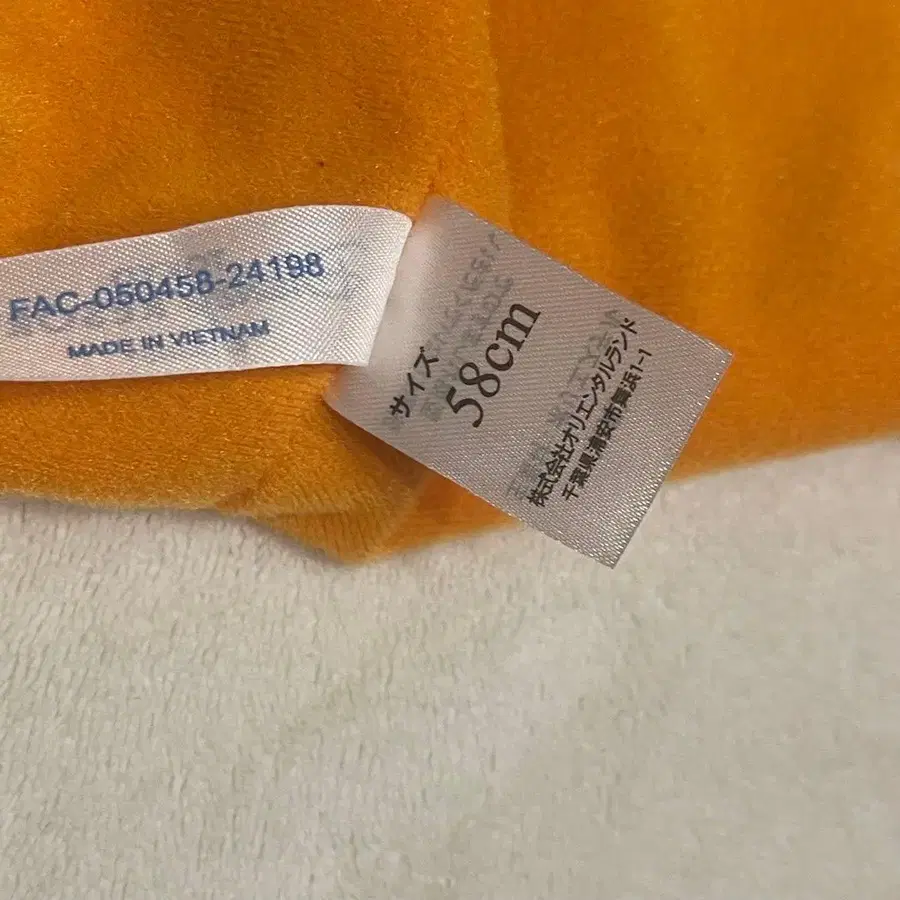 FAC-050458-24198
MADE IN VIETNAM
サイズ
58cm
株式会社オリエンタルランド
千葉県浦安市舞浜1-1